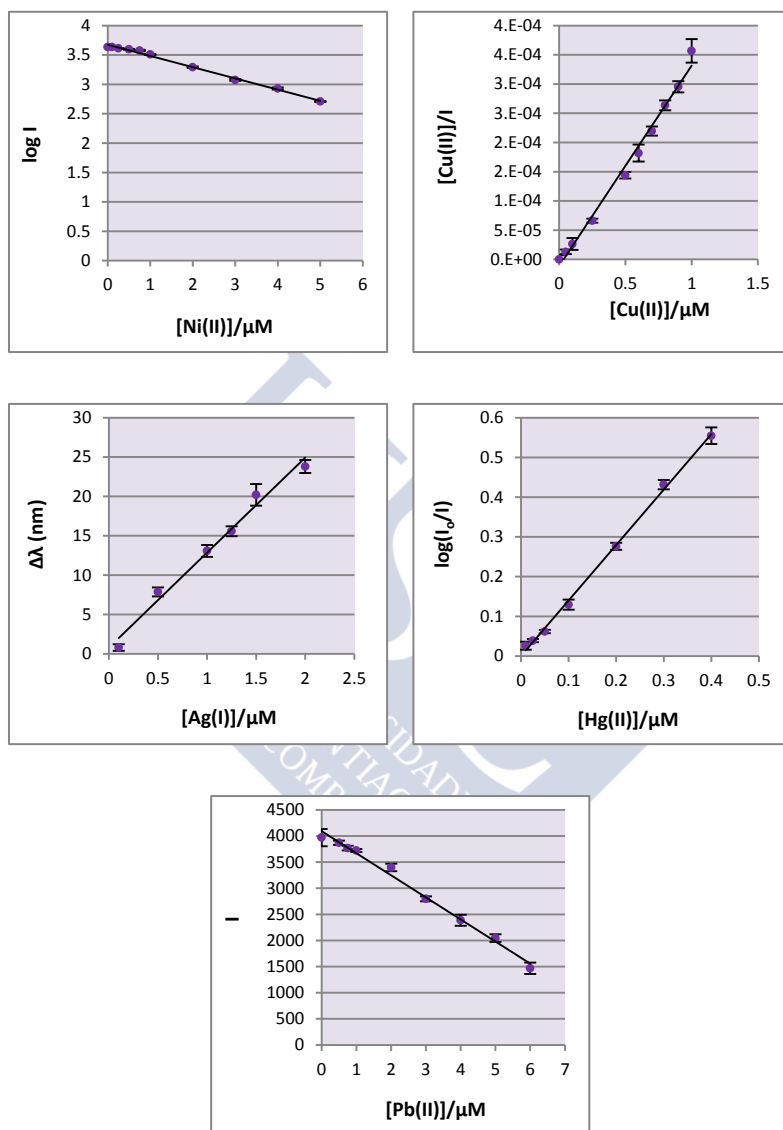 4
3.5
3
2.5
2
1.5
1
0.5
0
log I
0 1 2 3 4 5 6
[Ni(II)]/µM
4.E-04
4.E-04
3.E-04
3.E-04
2.E-04
2.E-04
1.E-04
5.E-05
0.E+00
[Cu(II)]/I
0 0.5 1 1.5
[Cu(II)]/µM
30
25
20
15
10
5
0
Δλ (nm)
0 0.5 1 1.5 2 2.5
[Ag(I)]/µM
0.6
0.5
0.4
0.3
0.2
0.1
0
log(I₀/I)
0 0.1 0.2 0.3 0.4 0.5
[Hg(II)]/µM
4500
4000
3500
3000
2500
2000
1500
1000
500
0
I
0 1 2 3 4 5 6 7
[Pb(II)]/µM